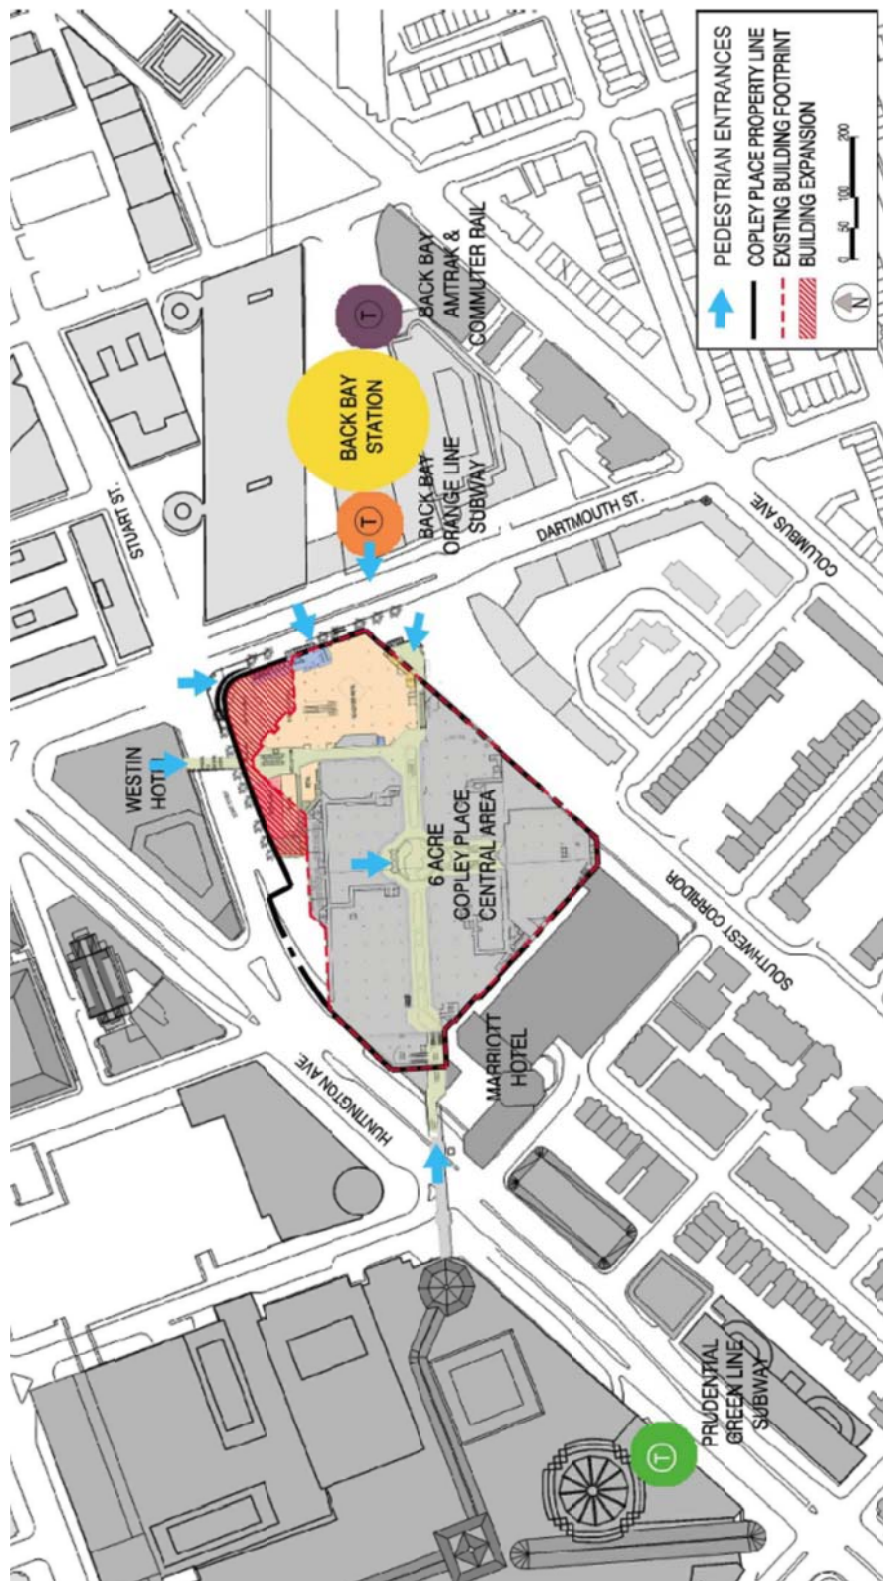 STUART ST.
WESTIN
HOTEL
BACK BAY
STATION
T
T
BACK BAY
ORANGE LINE
SUBWAY
BACK BAY
AMTRAK &
COMMUTER RAIL
DARTMOUTH ST.
COLUMBUS AVE.
6 ACRE
COPLEY PLACE
CENTRAL AREA
HUNTINGTON AVE.
MARRIOTT
HOTEL
SOUTHWEST CORRIDOR
T
PRUDENTIAL
GREEN LINE
SUBWAY
PEDESTRIAN ENTRANCES
COPLEY PLACE PROPERTY LINE
EXISTING BUILDING FOOTPRINT
BUILDING EXPANSION
N
0 50 100 200